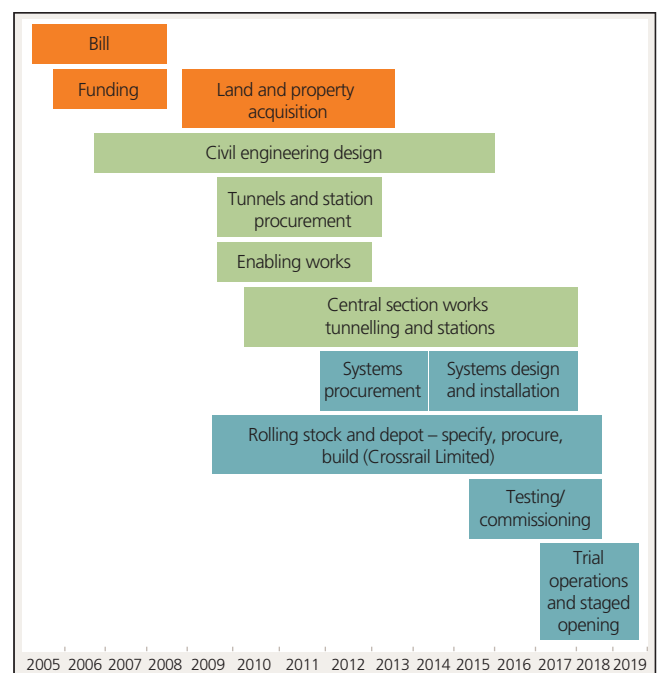 Bill
Funding
Land and property
acquisition
Civil engineering design
Tunnels and station
procurement
Enabling works
Central section works
tunnelling and stations
Systems
procurement
Systems design
and installation
Rolling stock and depot – specify, procure,
build (Crossrail Limited)
Testing/
commissioning
Trial
operations
and staged
opening
2005 2006 2007 2008 2009 2010 2011 2012 2013 2014 2015 2016 2017 2018 2019